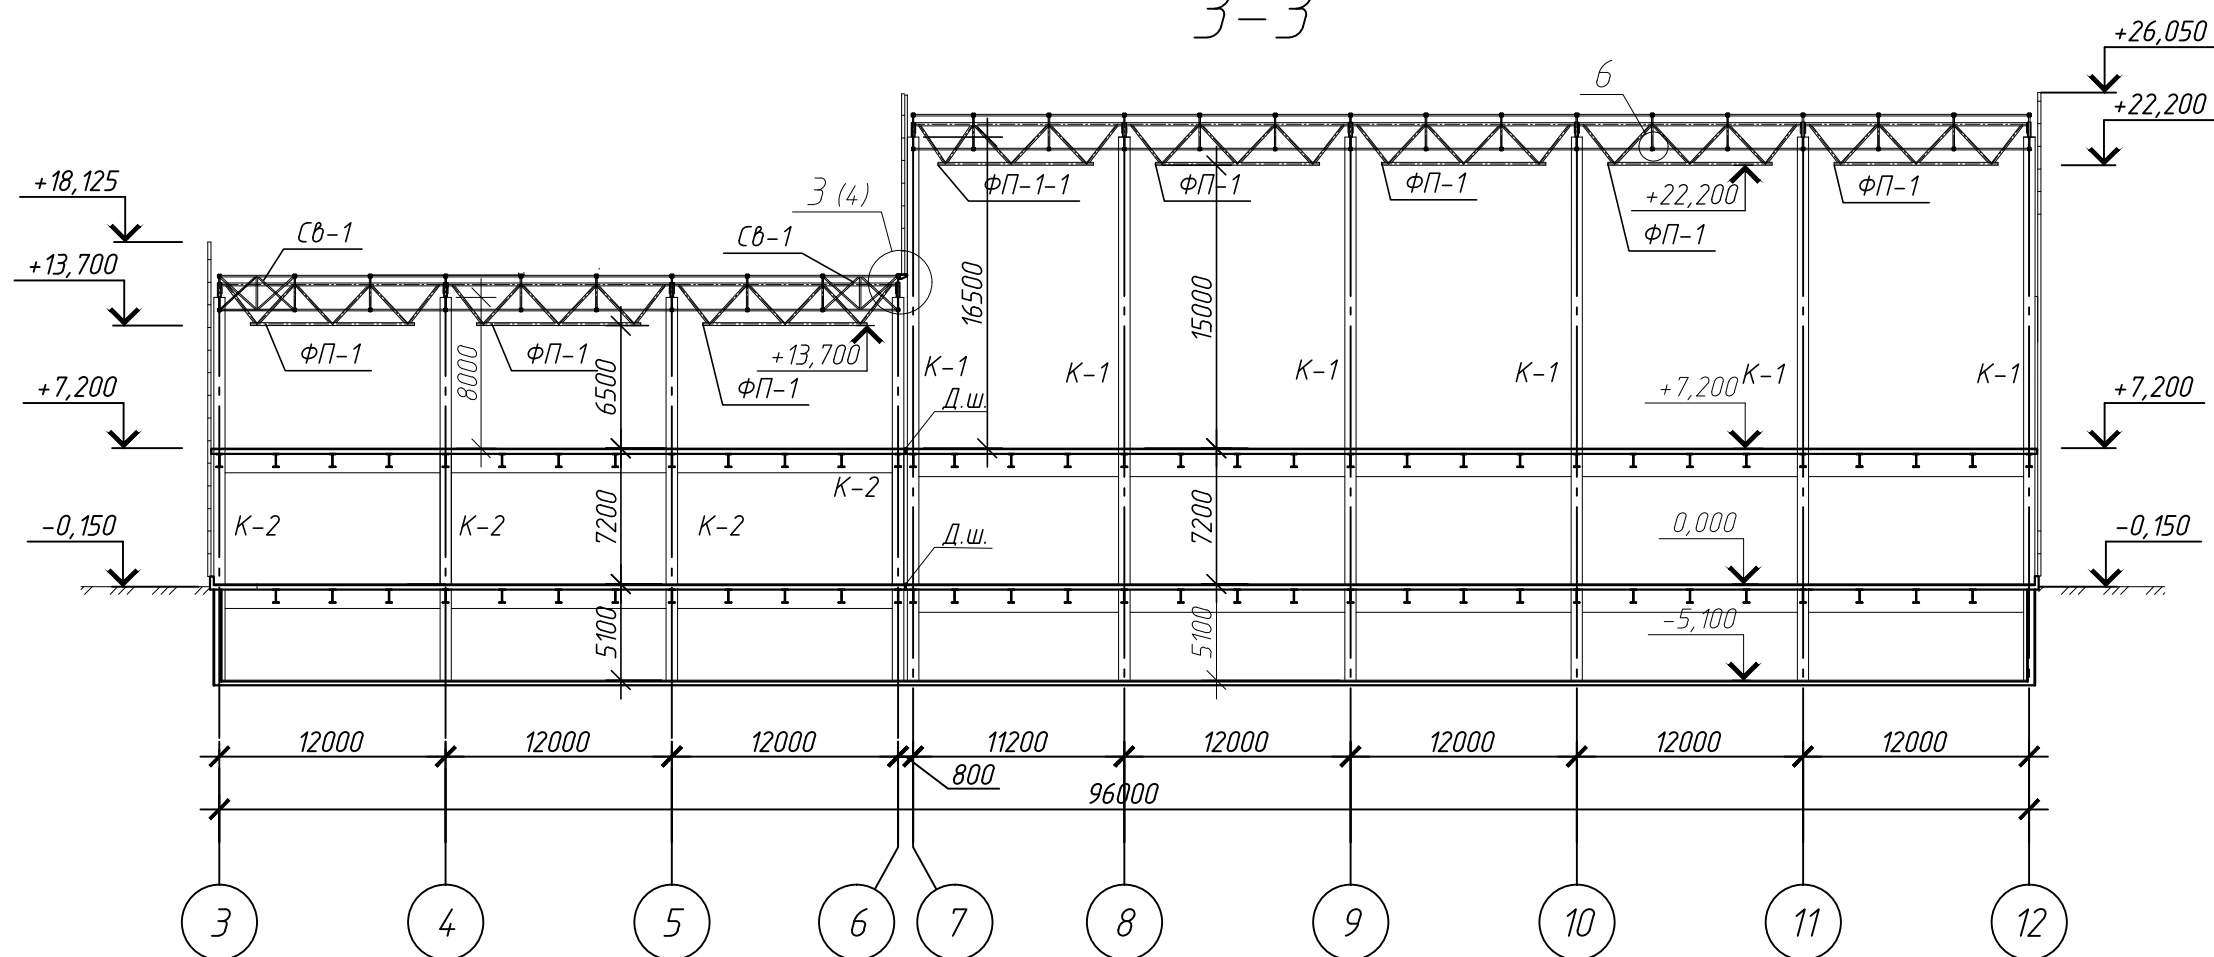 3-3
+26,050
+22,200
6
+18,125
3 (4)
Св-1
Св-1
+13,700
ФП-1-1
ФП-1
ФП-1
+22,200
ФП-1
ФП-1
16500
15000
ФП-1
ФП-1
+13,700
ФП-1
8000
6500
К-1
К-1
К-1
К-1
К-1
К-1
+7,200
Д.ш.
+7,200
+7,200
К-2
-0,150
К-2
К-2
К-2
7200
Д.ш.
7200
0,000
-0,150
5100
5100
-5,100
12000
12000
12000
11200
12000
12000
12000
12000
800
96000
3
4
5
6
7
8
9
10
11
12